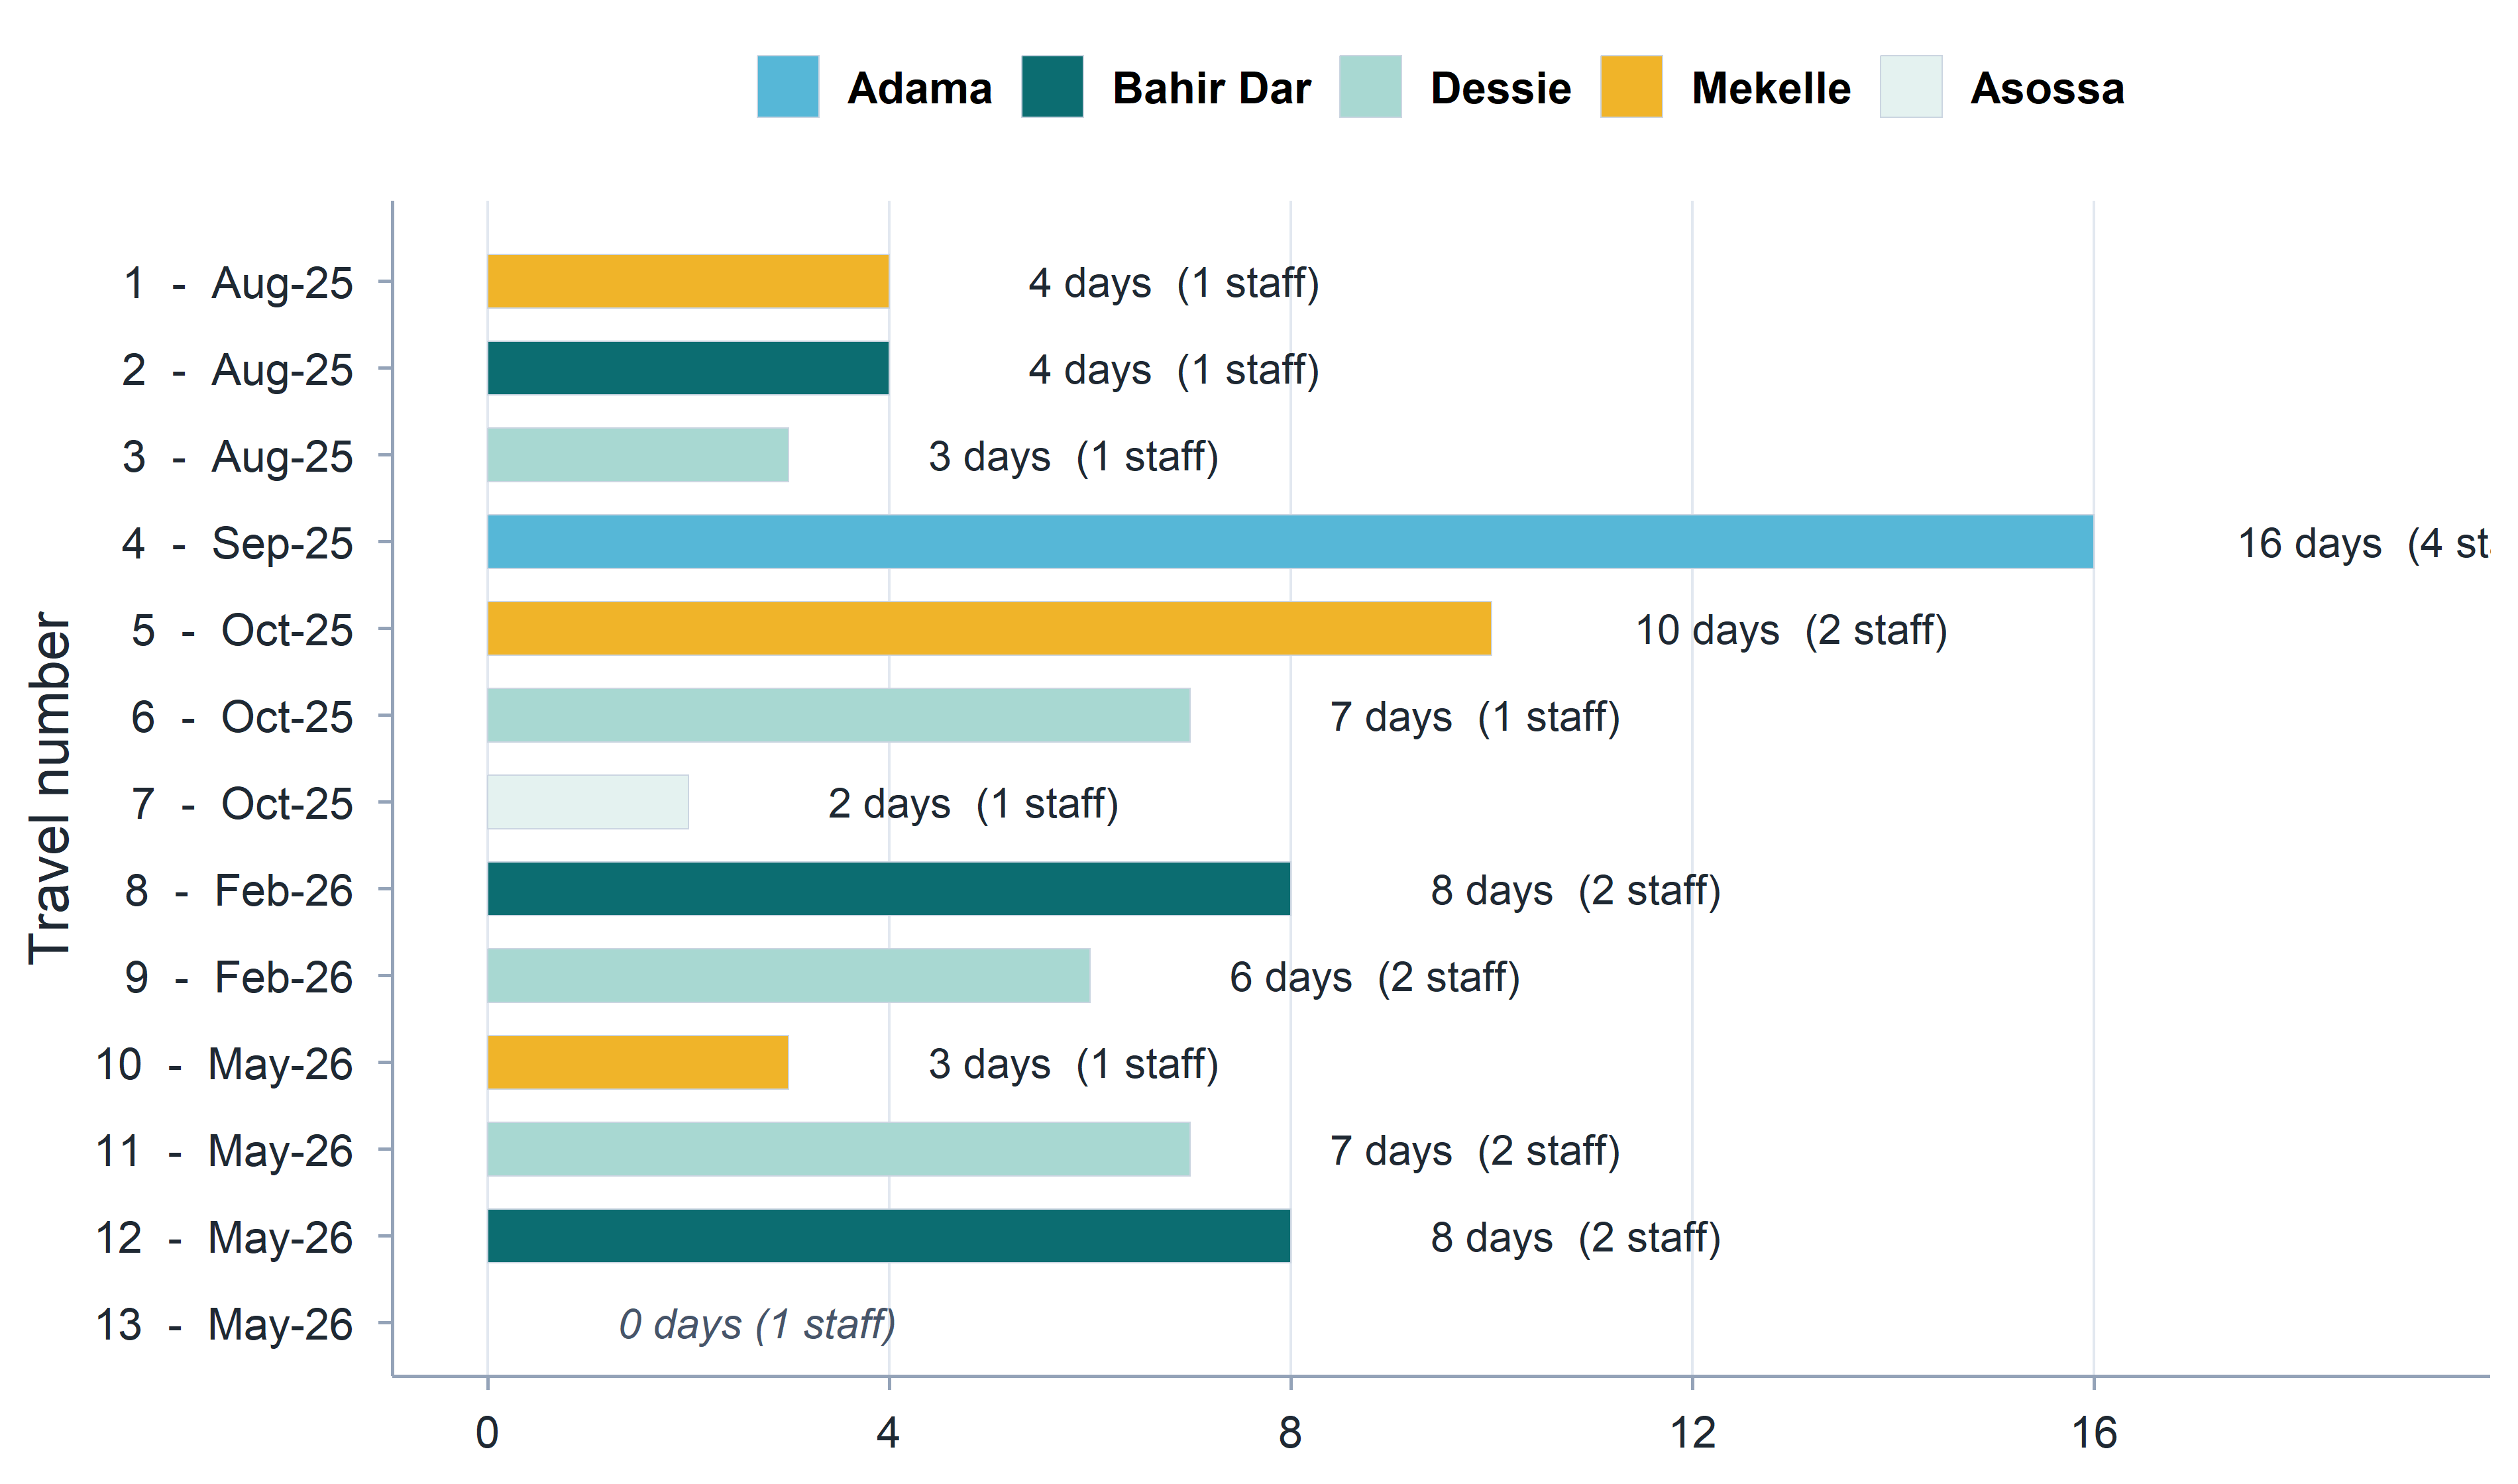 Adama Bahir Dar Dessie Mekelle Asossa
Travel number
1 - Aug-25 4 days (1 staff)
2 - Aug-25 4 days (1 staff)
3 - Aug-25 3 days (1 staff)
4 - Sep-25 16 days (4 st
5 - Oct-25 10 days (2 staff)
6 - Oct-25 7 days (1 staff)
7 - Oct-25 2 days (1 staff)
8 - Feb-26 8 days (2 staff)
9 - Feb-26 6 days (2 staff)
10 - May-26 3 days (1 staff)
11 - May-26 7 days (2 staff)
12 - May-26 8 days (2 staff)
13 - May-26 0 days (1 staff)
0 4 8 12 16